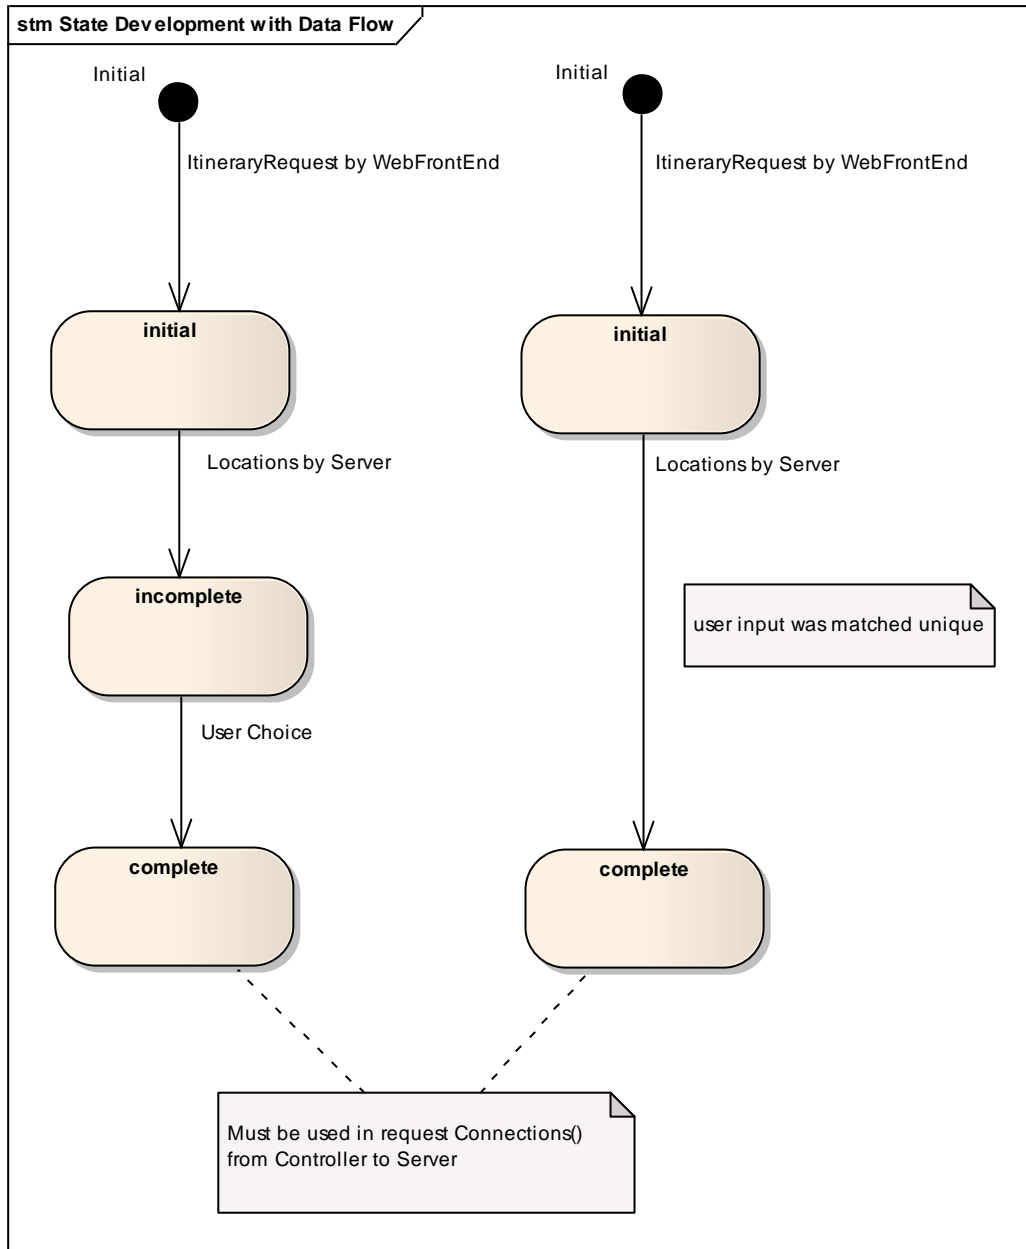 stm State Development with Data Flow
Initial
Initial
ItineraryRequest by WebFrontEnd
ItineraryRequest by WebFrontEnd
initial
initial
Locations by Server
Locations by Server
incomplete
user input was matched unique
User Choice
complete
complete
Must be used in request Connections()
from Controller to Server